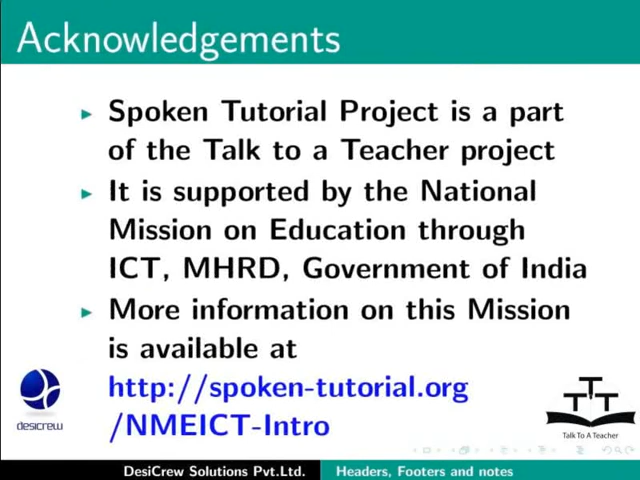 Acknowledgements
Spoken Tutorial Project is a part
of the Talk to a Teacher project
It is supported by the National
Mission on Education through
ICT, MHRD, Government of India
More information on this Mission
is available at
http://spoken-tutorial.org
/NMEICT-Intro
desicrew
TTT
Talk To A Teacher
DesiCrew Solutions Pvt.Ltd.
Headers, Footers and notes